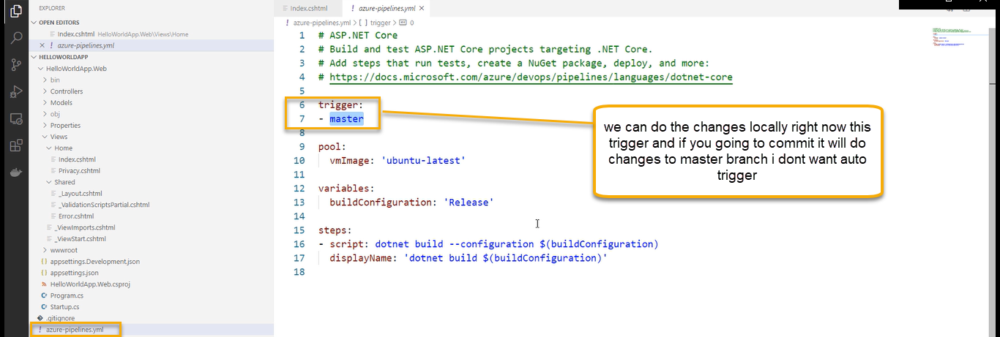 EXPLORER
OPEN EDITORS
Index.cshtml HelloWorldApp.Web\Views\Home
! azure-pipelines.yml
HELLOWORLDAPP
HelloWorldApp.Web
bin
Controllers
Models
obj
Properties
Views
Home
Index.cshtml
Privacy.cshtml
Shared
_Layout.cshtml
_ValidationScriptsPartial.cshtml
Error.cshtml
_ViewImports.cshtml
_ViewStart.cshtml
wwwroot
{} appsettings.Development.json
{} appsettings.json
HelloWorldApp.Web.csproj
Program.cs
Startup.cs
.gitignore
! azure-pipelines.yml
Index.cshtml ! azure-pipelines.yml
! azure-pipelines.yml > [ ] trigger > 0
1 # ASP.NET Core
2 # Build and test ASP.NET Core projects targeting .NET Core.
3 # Add steps that run tests, create a NuGet package, deploy, and more:
4 # https://docs.microsoft.com/azure/devops/pipelines/languages/dotnet-core
5
6 trigger:
7 - master
8
9 pool:
10 vmImage: 'ubuntu-latest'
11
12 variables:
13 buildConfiguration: 'Release'
14
15 steps:
16 - script: dotnet build --configuration $(buildConfiguration)
17 displayName: 'dotnet build $(buildConfiguration)'
18
we can do the changes locally right now this
trigger and if you going to commit it will do
changes to master branch i dont want auto
trigger